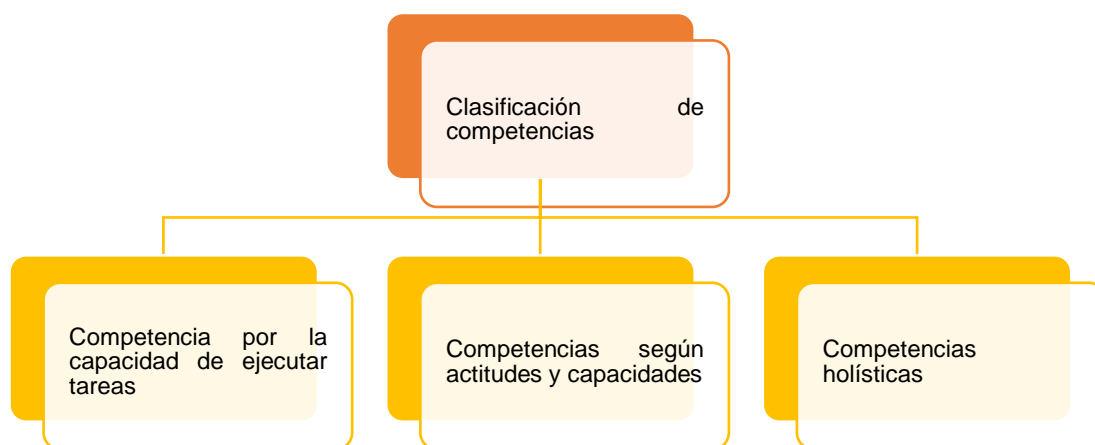 Clasificación de
competencias
Competencia por la
capacidad de ejecutar
tareas
Competencias según
actitudes y capacidades
Competencias
holísticas